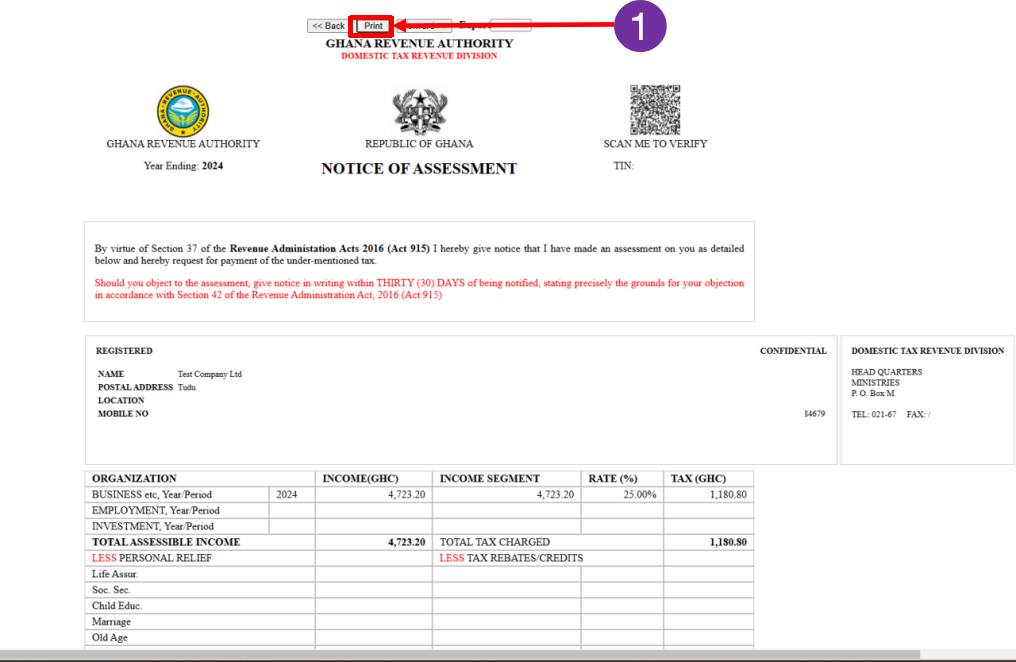 << Back Print
1
GHANA REVENUE AUTHORITY
DOMESTIC TAX REVENUE DIVISION
GHANA REVENUE AUTHORITY
GHANA REVENUE AUTHORITY REPUBLIC OF GHANA SCAN ME TO VERIFY
Year Ending: 2024 NOTICE OF ASSESSMENT TIN:
By virtue of Section 37 of the Revenue Administation Acts 2016 (Act 915) I hereby give notice that I have made an assessment on you as detailed
below and hereby request for payment of the under-mentioned tax.
Should you object to the assessment, give notice in writing within THIRTY (30) DAYS of being notified, stating precisely the grounds for your objection
in accordance with Section 42 of the Revenue Administration Act, 2016 (Act 915)
REGISTERED CONFIDENTIAL
NAME Test Company Ltd
POSTAL ADDRESS Tudu
LOCATION
MOBILE NO 4679
DOMESTIC TAX REVENUE DIVISION
HEAD QUARTERS
MINISTRIES
P. O. Box M
TEL: 021-67 FAX: /
ORGANIZATION INCOME(GHC) INCOME SEGMENT RATE (%) TAX (GHC)
BUSINESS etc, Year/Period 2024 4,723.20 4,723.20 25.00% 1,180.80
EMPLOYMENT, Year/Period
INVESTMENT, Year/Period
TOTAL ASSESSIBLE INCOME 4,723.20 TOTAL TAX CHARGED 1,180.80
LESS PERSONAL RELIEF LESS TAX REBATES/CREDITS
Life Assur.
Soc. Sec.
Child Educ.
Marriage
Old Age